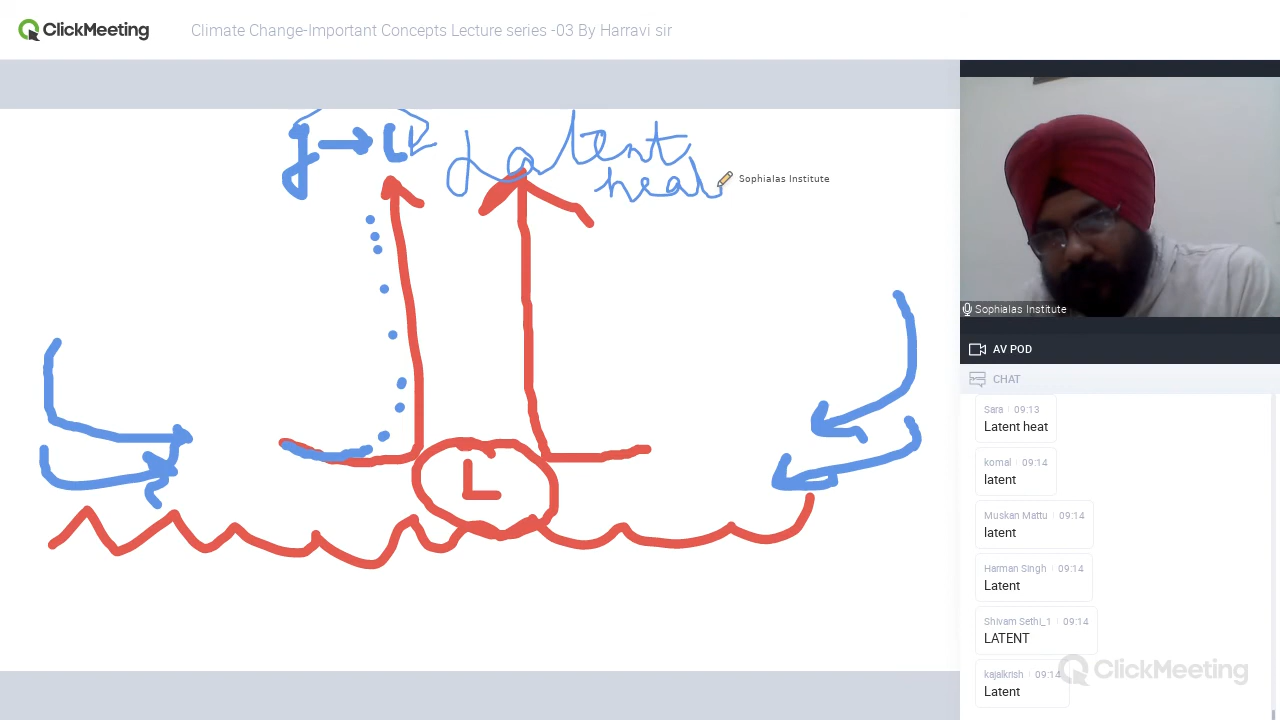 ClickMeeting
Climate Change-Important Concepts Lecture series -03 By Harravi sir
g → L
Latent
heat
Sophialas Institute
L
Sophialas Institute
AV POD
CHAT
Sara 09:13
Latent heat
komal 09:14
latent
Muskan Mattu 09:14
latent
Harman Singh 09:14
Latent
Shivam Sethi_1 09:14
LATENT
kajalkrish 09:14
Latent
ClickMeeting